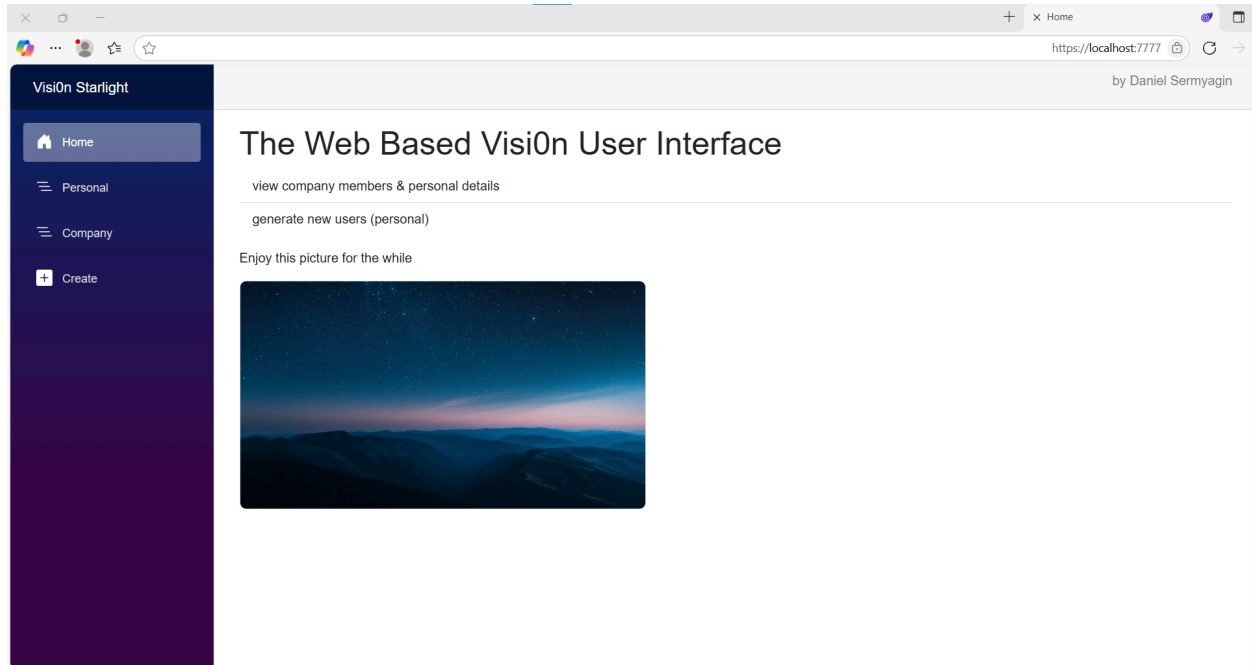 Home
https://localhost:7777
Visi0n Starlight
by Daniel Sermyagin
Home
Personal
Company
Create
The Web Based Visi0n User Interface
view company members & personal details
generate new users (personal)
Enjoy this picture for the while